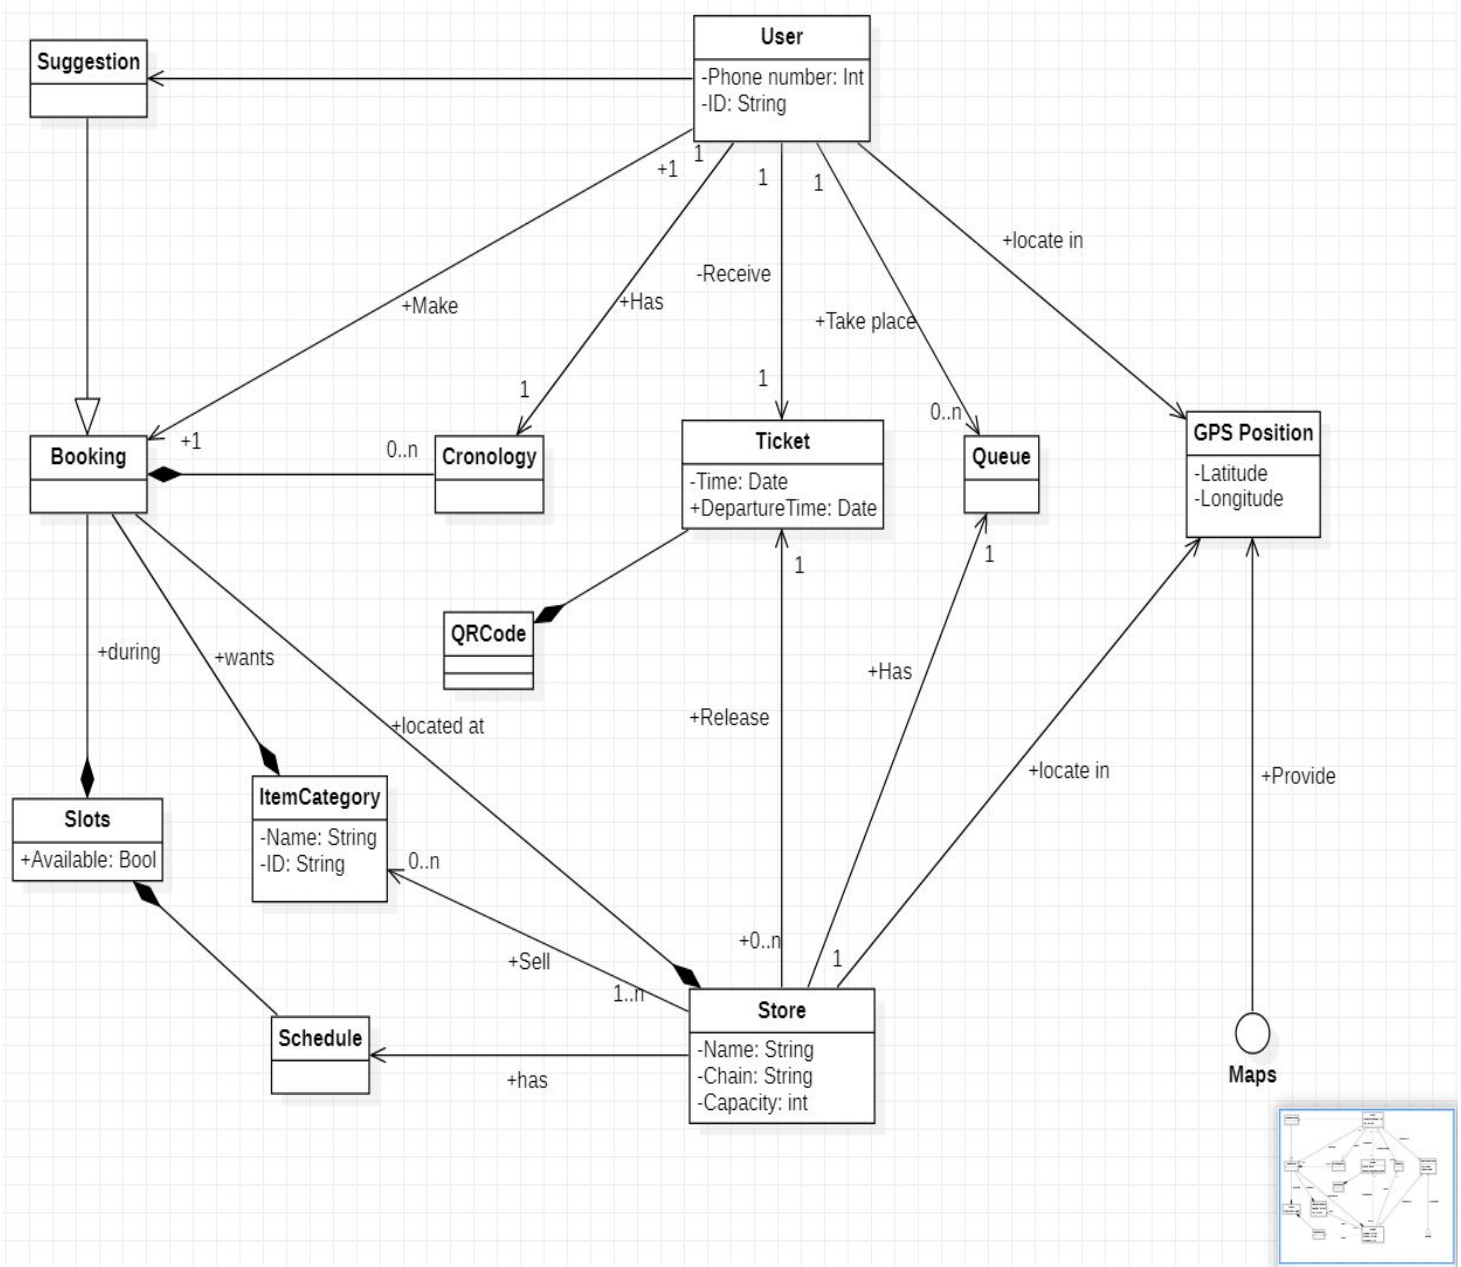 User
-Phone number: Int
-ID: String
Suggestion
1
+1
1
1
+locate in
-Receive
+Make
+Has
+Take place
1
1
0..n
+1
0..n
Booking
Cronology
Ticket
-Time: Date
+DepartureTime: Date
Queue
GPS Position
-Latitude
-Longitude
1
1
QRCode
+during
+wants
+Has
+located at
+Release
+locate in
+Provide
ItemCategory
-Name: String
-ID: String
Slots
+Available: Bool
0..n
+0..n
1
+Sell
1..n
Store
-Name: String
-Chain: String
-Capacity: int
Schedule
+has
Maps